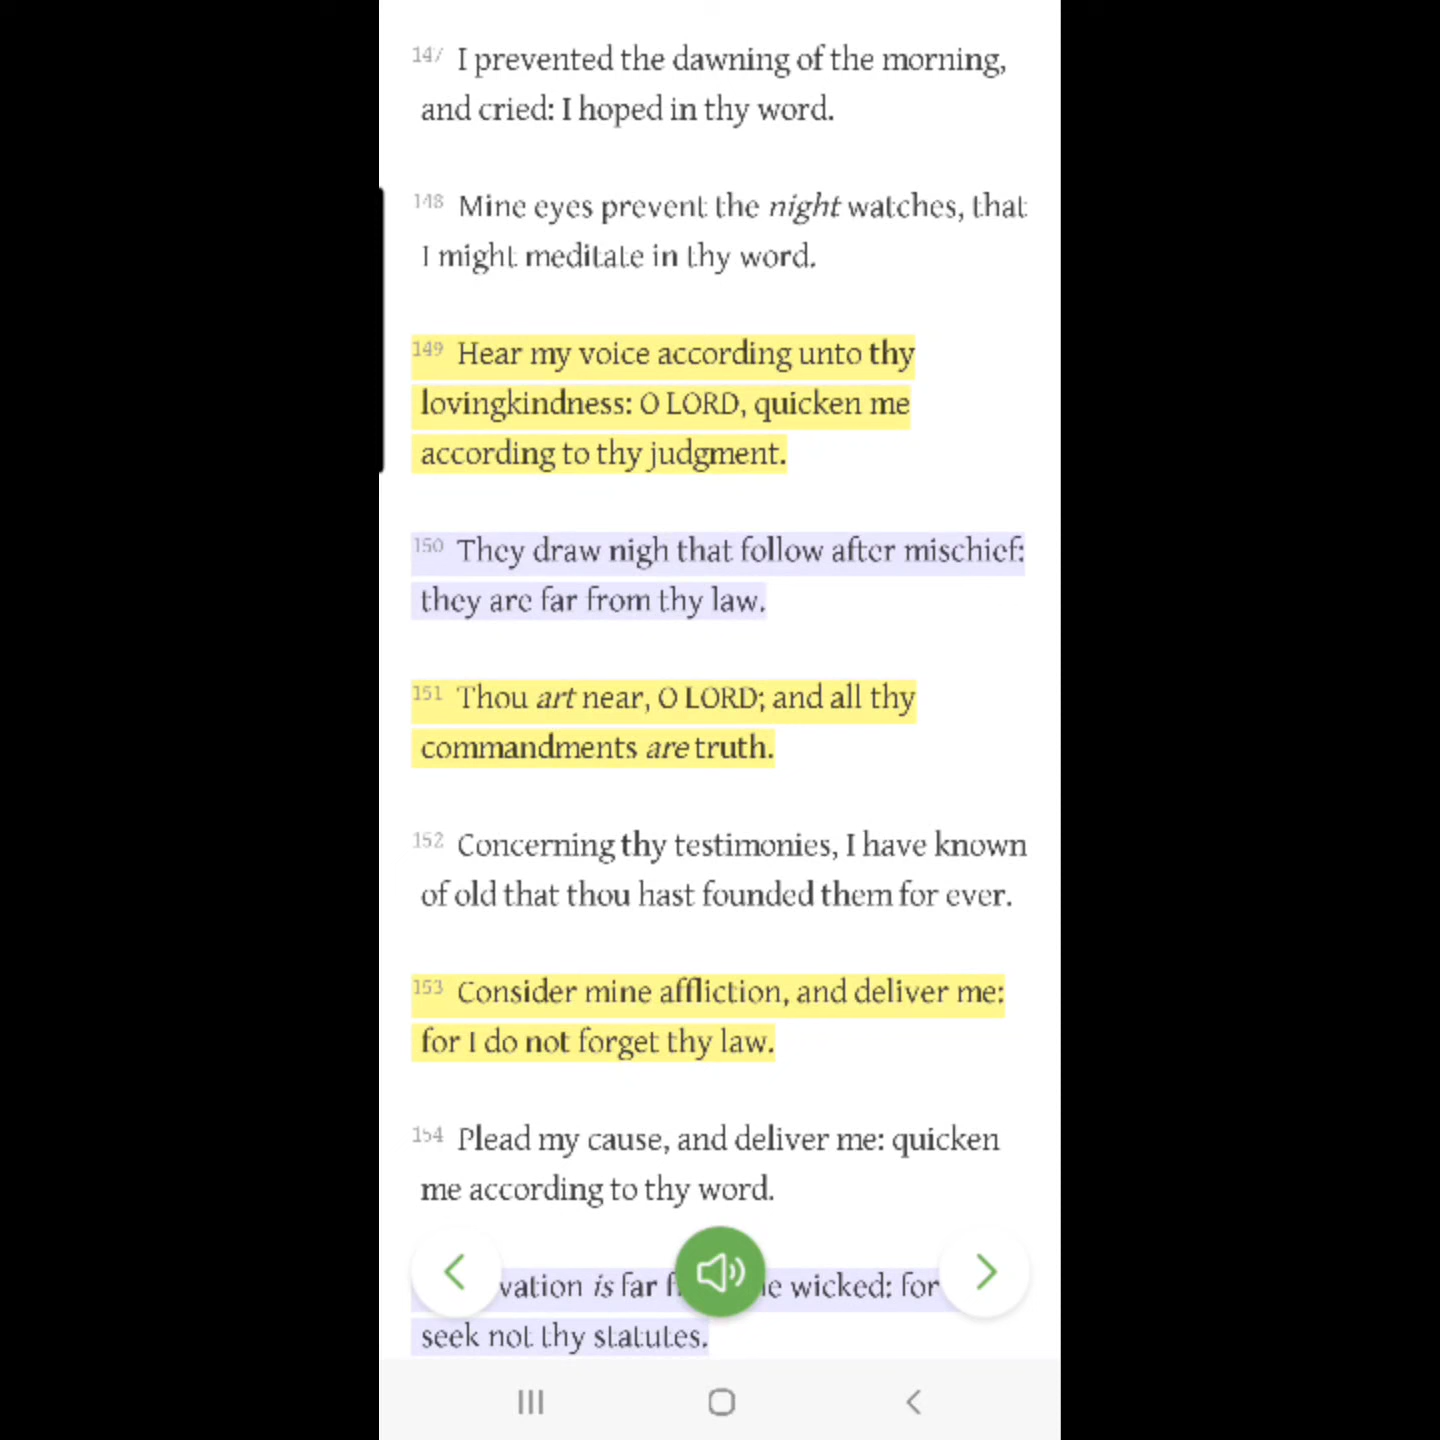 147 I prevented the dawning of the morning,
and cried: I hoped in thy word.
148 Mine eyes prevent the night watches, that
I might meditate in thy word.
149 Hear my voice according unto thy
lovingkindness: O LORD, quicken me
according to thy judgment.
150 They draw nigh that follow after mischief:
they are far from thy law.
151 Thou art near, O LORD; and all thy
commandments are truth.
152 Concerning thy testimonies, I have known
of old that thou hast founded them for ever.
153 Consider mine affliction, and deliver me:
for I do not forget thy law.
154 Plead my cause, and deliver me: quicken
me according to thy word.
is far wicked: for
seek not thy statutes.